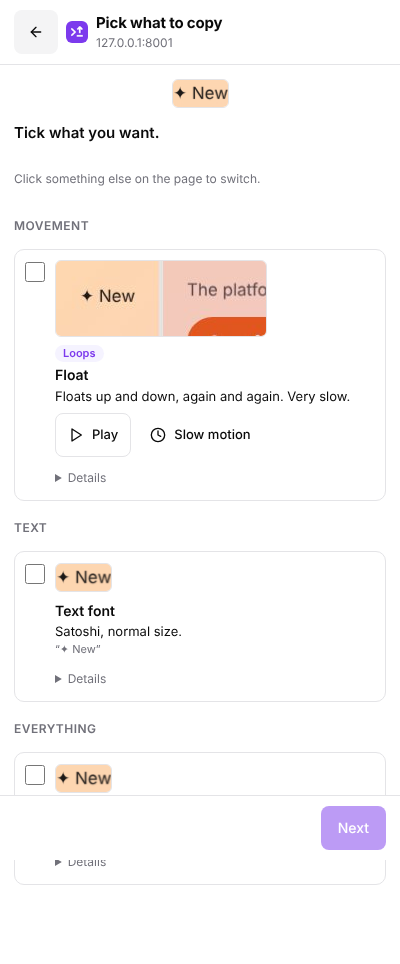 Pick what to copy
127.0.0.1:8001
✦ New
Tick what you want.
Click something else on the page to switch.
MOVEMENT
✦ New
The platfo
Loops
Float
Floats up and down, again and again. Very slow.
Play
Slow motion
Details
TEXT
✦ New
Text font
Satoshi, normal size.
“✦ New”
Details
EVERYTHING
✦ New
Next
Details